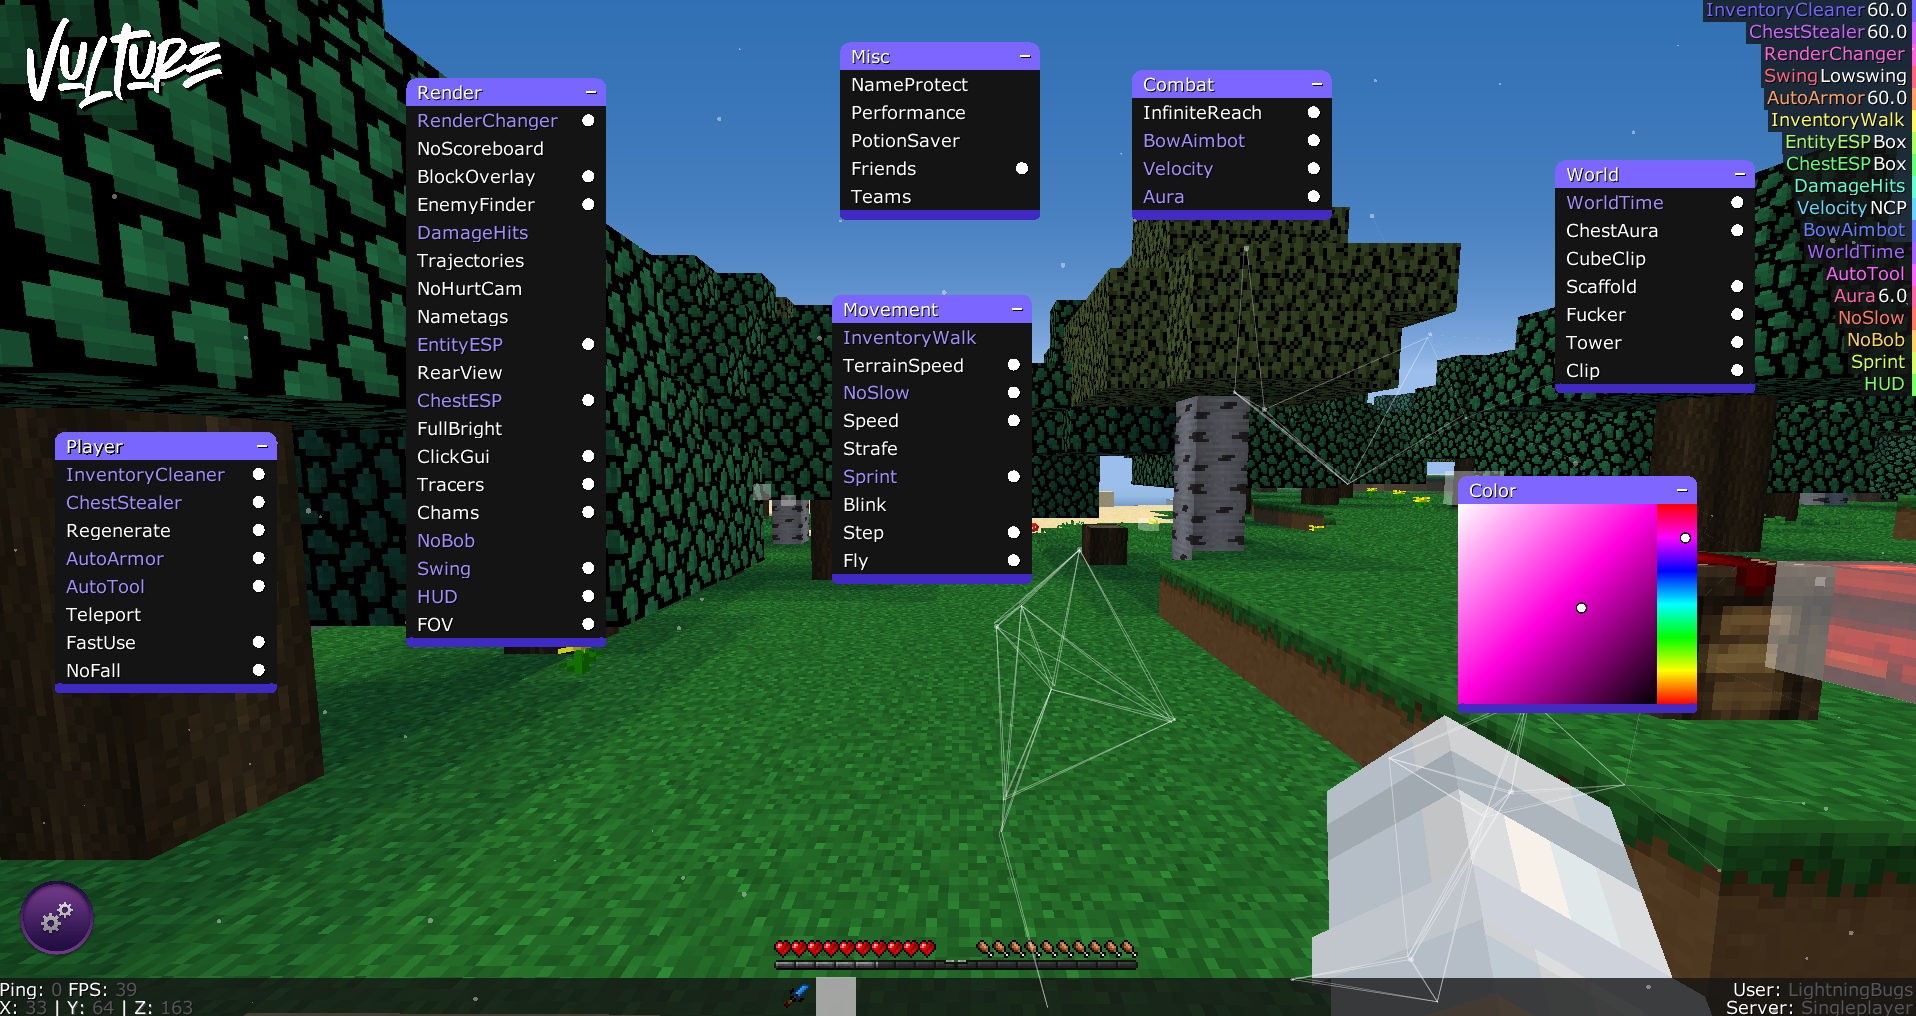 VULTURE
Render
RenderChanger
NoScoreboard
BlockOverlay
EnemyFinder
DamageHits
Trajectories
NoHurtCam
Nametags
EntityESP
RearView
ChestESP
FullBright
ClickGui
Tracers
Chams
NoBob
Swing
HUD
FOV
Player
InventoryCleaner
ChestStealer
Regenerate
AutoArmor
AutoTool
Teleport
FastUse
NoFall
Misc
NameProtect
Performance
PotionSaver
Friends
Teams
Movement
InventoryWalk
TerrainSpeed
NoSlow
Speed
Strafe
Sprint
Blink
Step
Fly
Combat
InfiniteReach
BowAimbot
Velocity
Aura
World
WorldTime
ChestAura
CubeClip
Scaffold
Fucker
Tower
Clip
Color
InventoryCleaner 60.0
ChestStealer 60.0
RenderChanger
Swing Lowswing
AutoArmor 60.0
InventoryWalk
EntityESP Box
ChestESP Box
DamageHits
Velocity NCP
BowAimbot
WorldTime
AutoTool
Aura 6.0
NoSlow
NoBob
Sprint
HUD
Ping: 0 FPS: 39
X: 33 | Y: 64 | Z: 163
User: LightningBugs
Server: Singleplayer